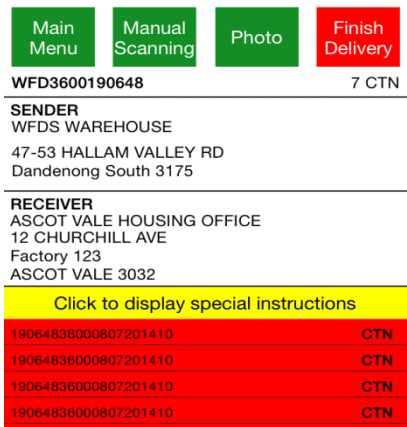 Main Menu
Manual Scanning
Photo
Finish Delivery
WFD3600190648 7 CTN
SENDER
WFDS WAREHOUSE
47-53 HALLAM VALLEY RD
Dandenong South 3175
RECEIVER
ASCOT VALE HOUSING OFFICE
12 CHURCHILL AVE
Factory 123
ASCOT VALE 3032
Click to display special instructions
19064836000807201410 CTN
19064836000807201410 CTN
19064836000807201410 CTN
19064836000807201410 CTN